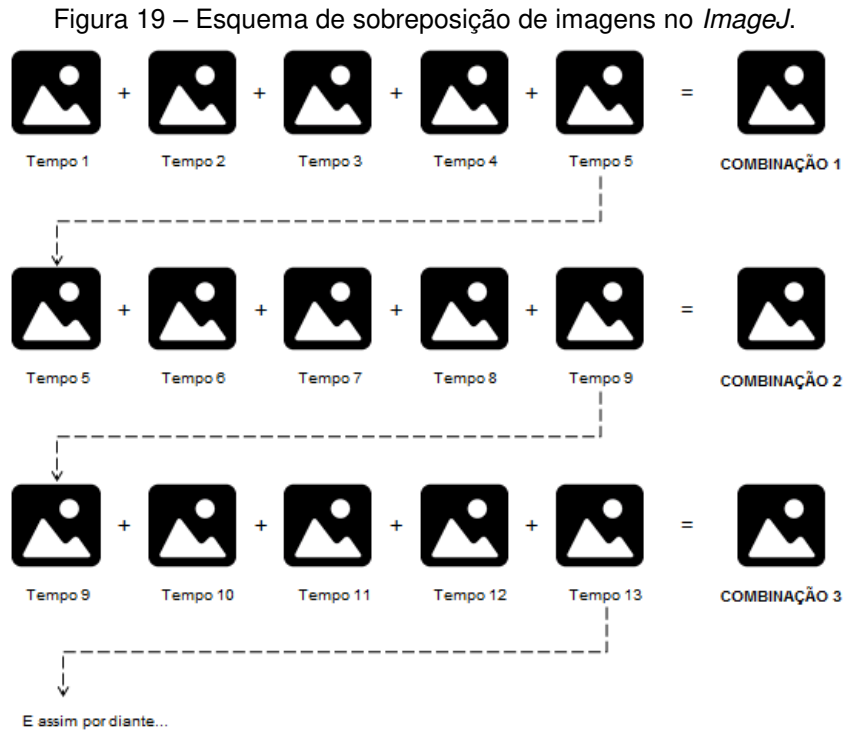 Figura 19 – Esquema de sobreposição de imagens no ImageJ.
+ + + + =
Tempo 1 Tempo 2 Tempo 3 Tempo 4 Tempo 5 COMBINAÇÃO 1
+ + + + =
Tempo 5 Tempo 6 Tempo 7 Tempo 8 Tempo 9 COMBINAÇÃO 2
+ + + + =
Tempo 9 Tempo 10 Tempo 11 Tempo 12 Tempo 13 COMBINAÇÃO 3
E assim por diante...